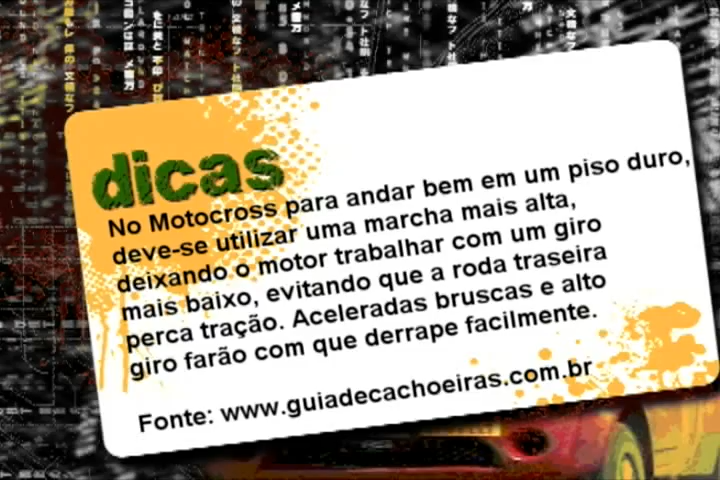 dicas
No Motocross para andar bem em um piso duro,
deve-se utilizar uma marcha mais alta,
deixando o motor trabalhar com um giro
mais baixo, evitando que a roda traseira
perca tração. Aceleradas bruscas e alto
giro farão com que derrape facilmente.
Fonte: www.guiadecachoeiras.com.br